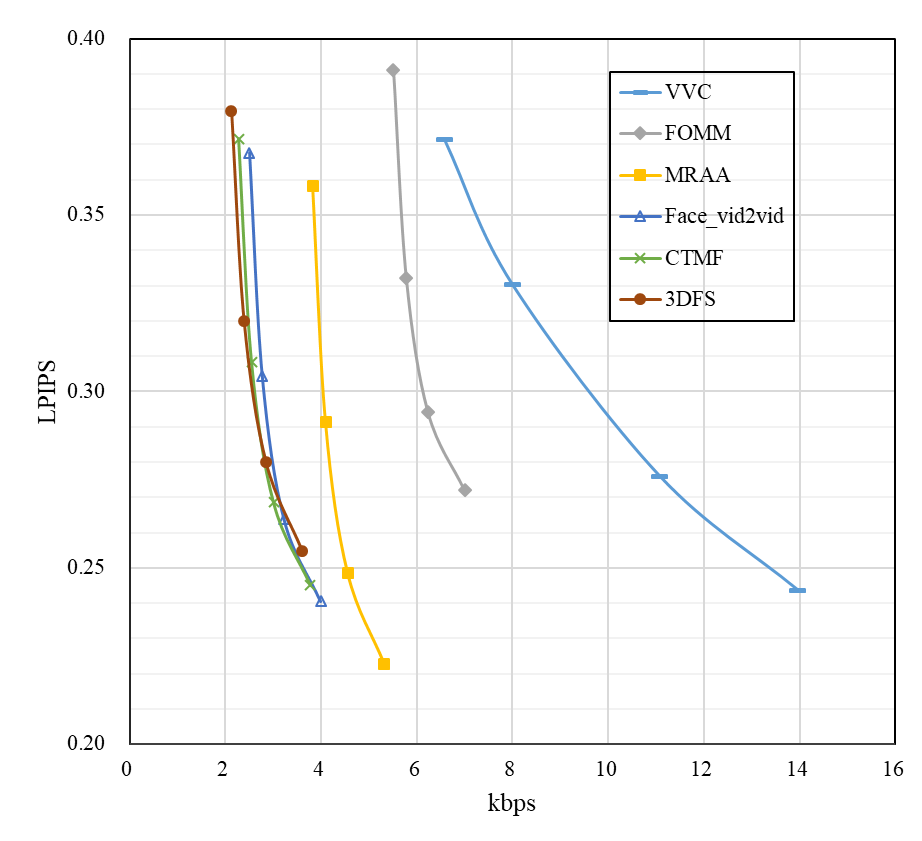 0.40
0.35
0.30
0.25
0.20
LPIPS
VVC
FOMM
MRAA
Face_vid2vid
CTMF
3DFS
0 2 4 6 8 10 12 14 16
kbps